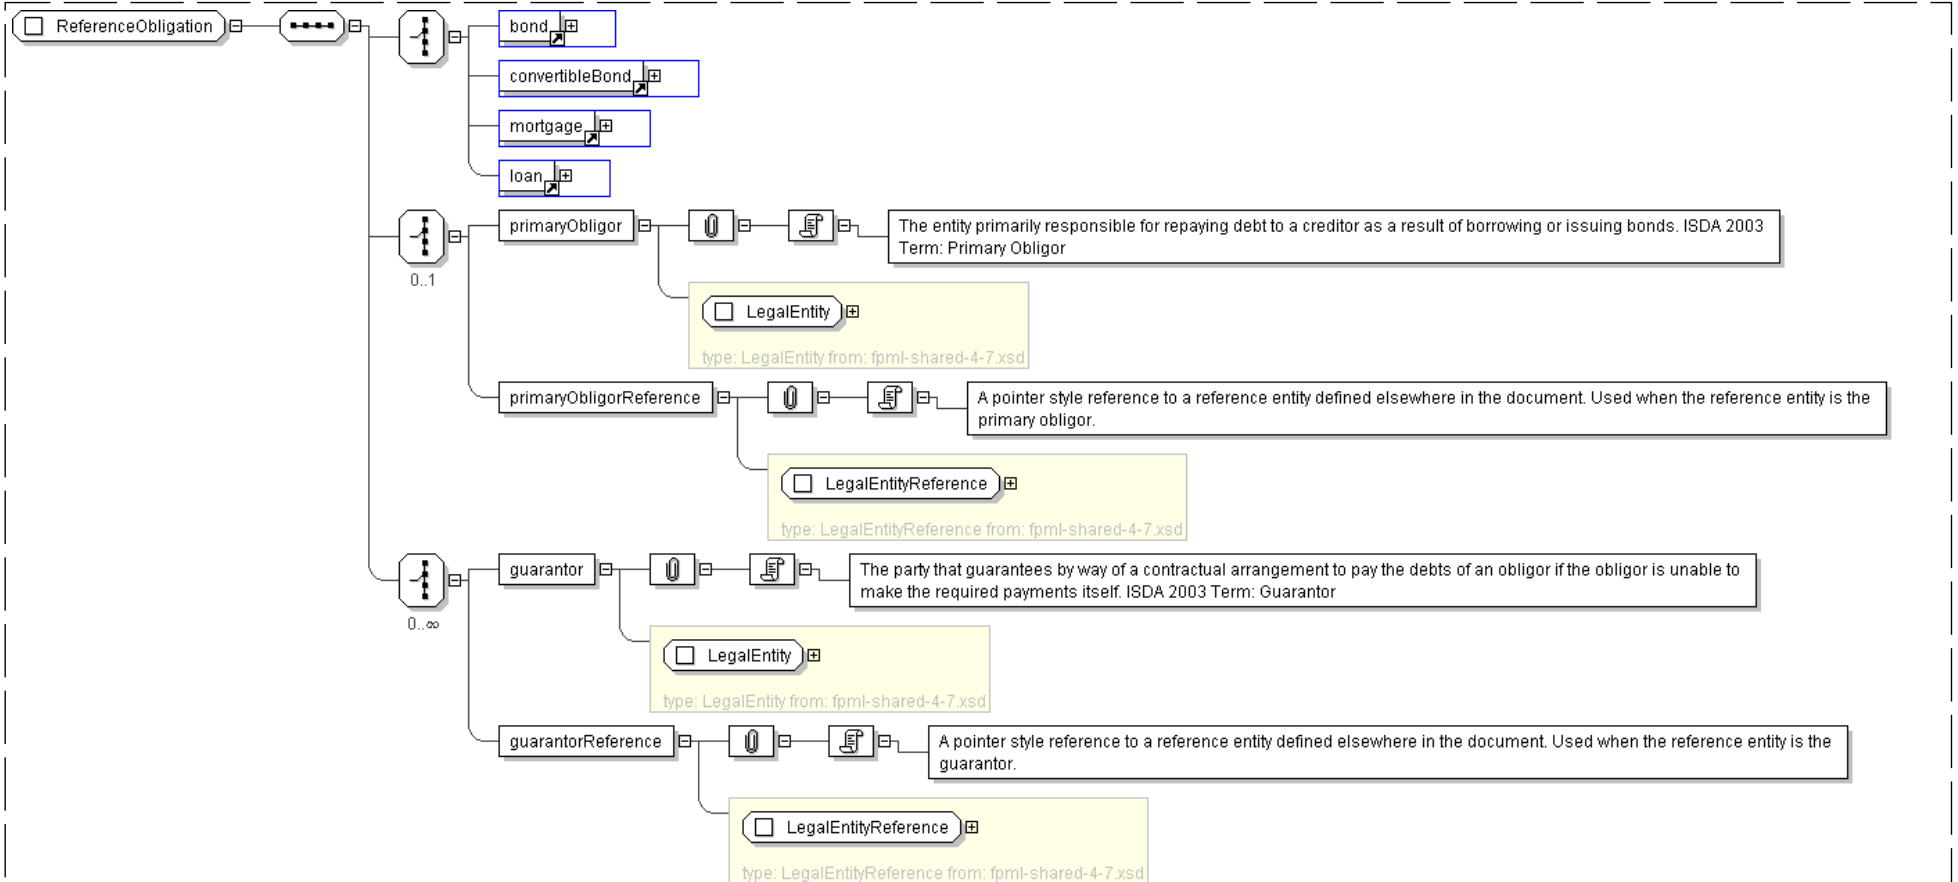 ReferenceObligation
bond
convertibleBond
mortgage
loan
0..1
primaryObligor
The entity primarily responsible for repaying debt to a creditor as a result of borrowing or issuing bonds. ISDA 2003
Term: Primary Obligor
LegalEntity
type: LegalEntity from: fpml-shared-4-7.xsd
primaryObligorReference
A pointer style reference to a reference entity defined elsewhere in the document. Used when the reference entity is the
primary obligor.
LegalEntityReference
type: LegalEntityReference from: fpml-shared-4-7.xsd
0..∞
guarantor
The party that guarantees by way of a contractual arrangement to pay the debts of an obligor if the obligor is unable to
make the required payments itself. ISDA 2003 Term: Guarantor
LegalEntity
type: LegalEntity from: fpml-shared-4-7.xsd
guarantorReference
A pointer style reference to a reference entity defined elsewhere in the document. Used when the reference entity is the
guarantor.
LegalEntityReference
type: LegalEntityReference from: fpml-shared-4-7.xsd